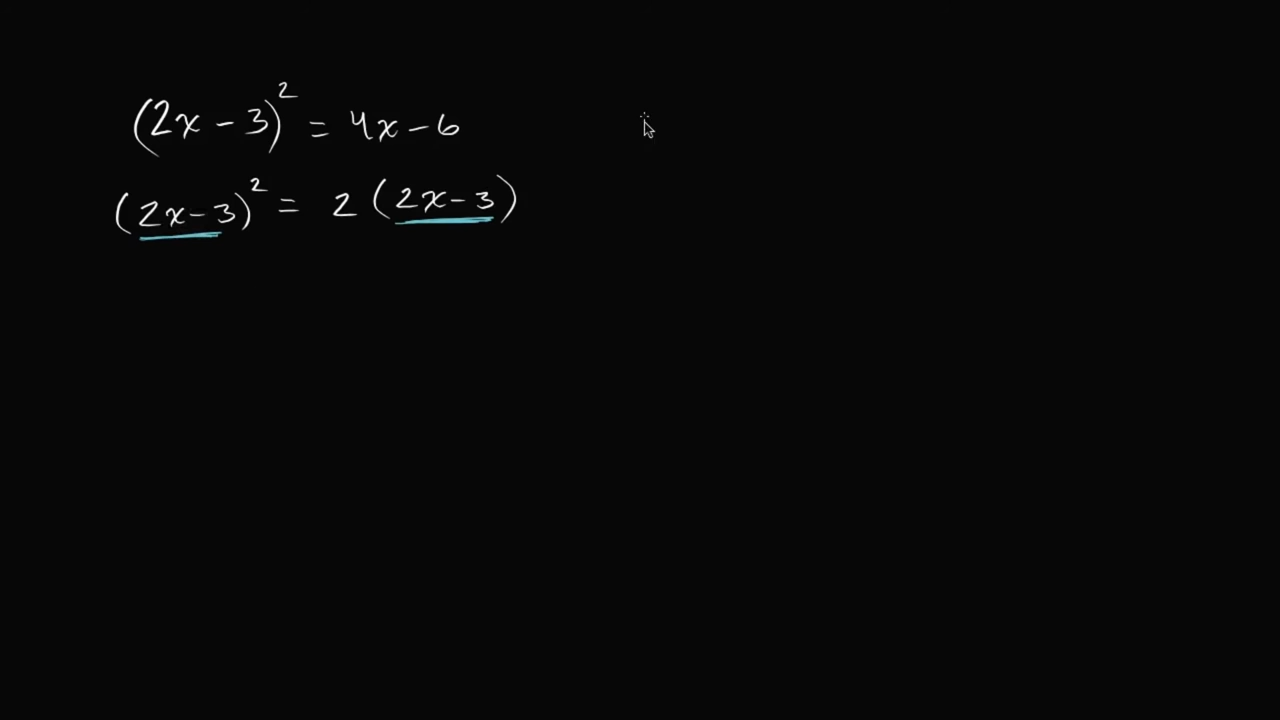 (2x - 3)² = 4x - 6
(2x - 3)² = 2(2x - 3)